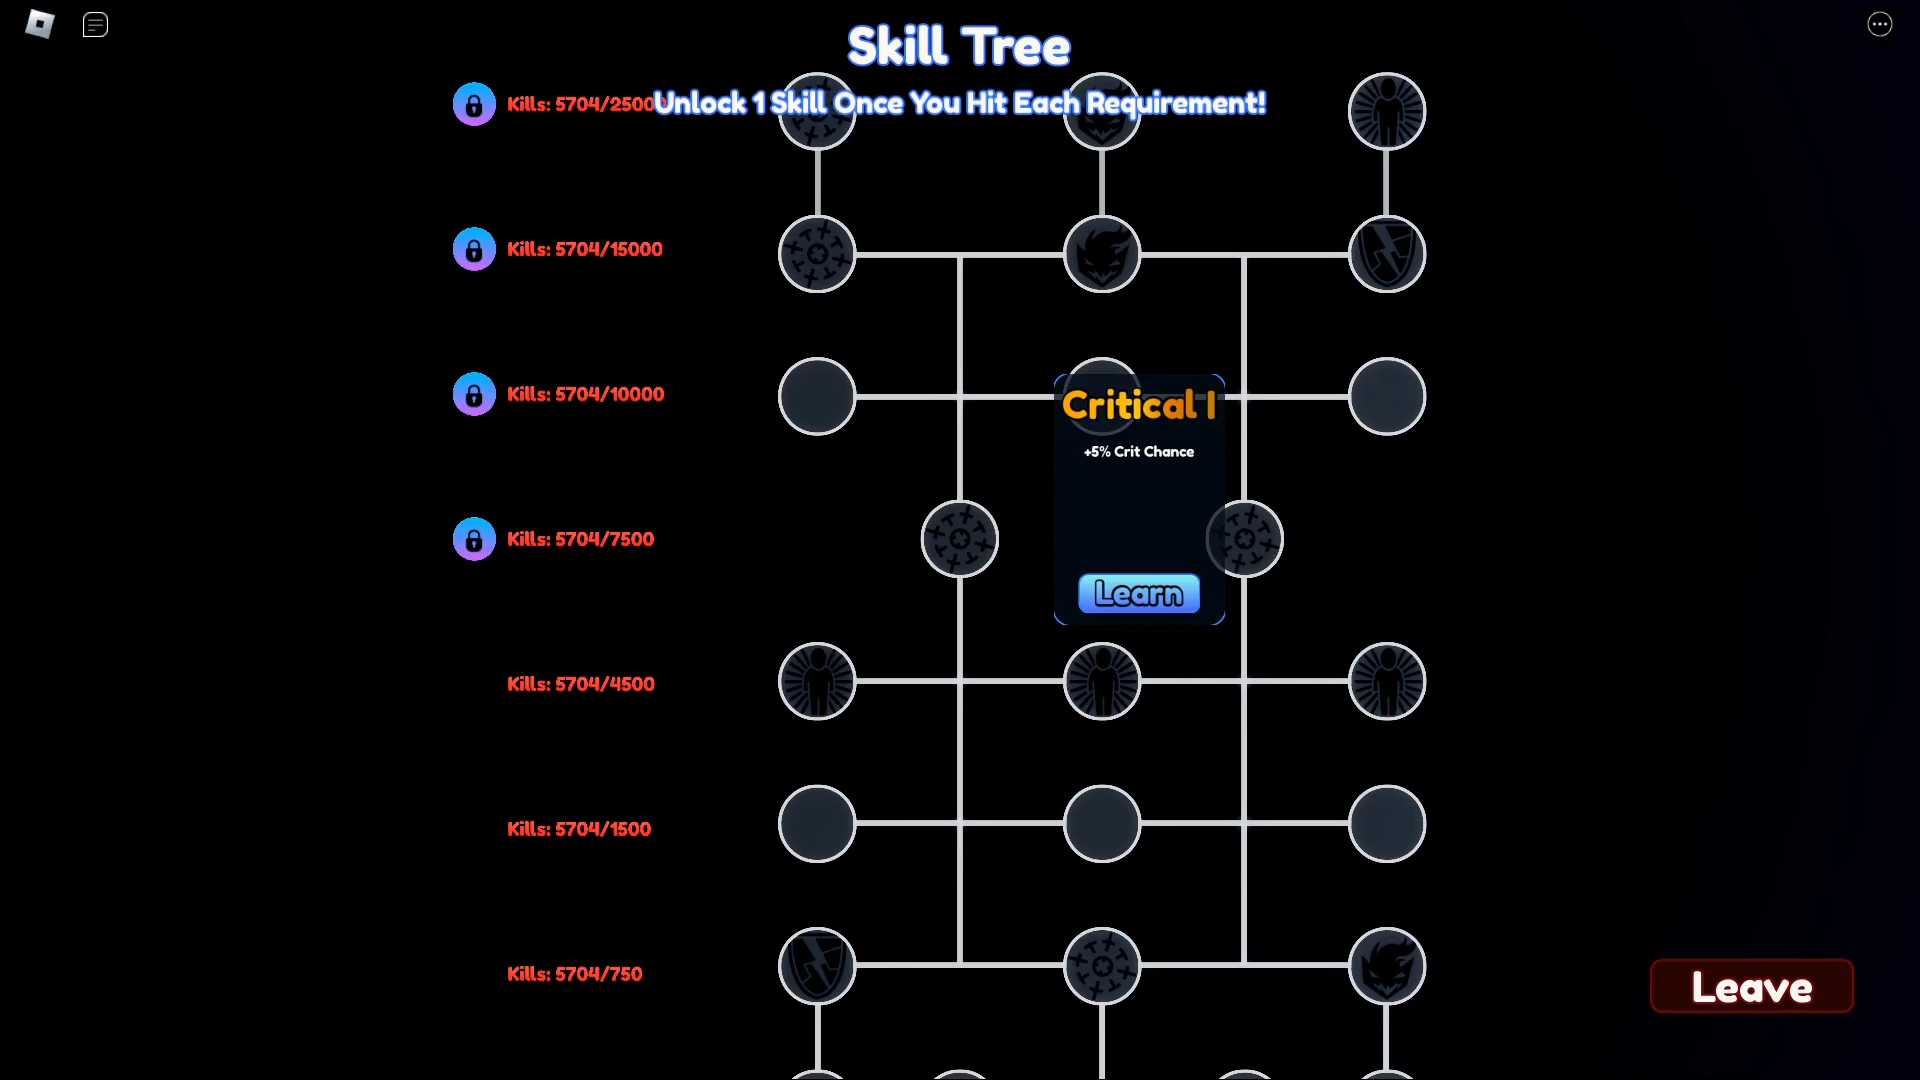 Skill Tree
Unlock 1 Skill Once You Hit Each Requirement!
Kills: 5704/25000
Kills: 5704/15000
Kills: 5704/10000
Critical I
+5% Crit Chance
Kills: 5704/7500
Learn
Kills: 5704/4500
Kills: 5704/1500
Kills: 5704/750
Leave